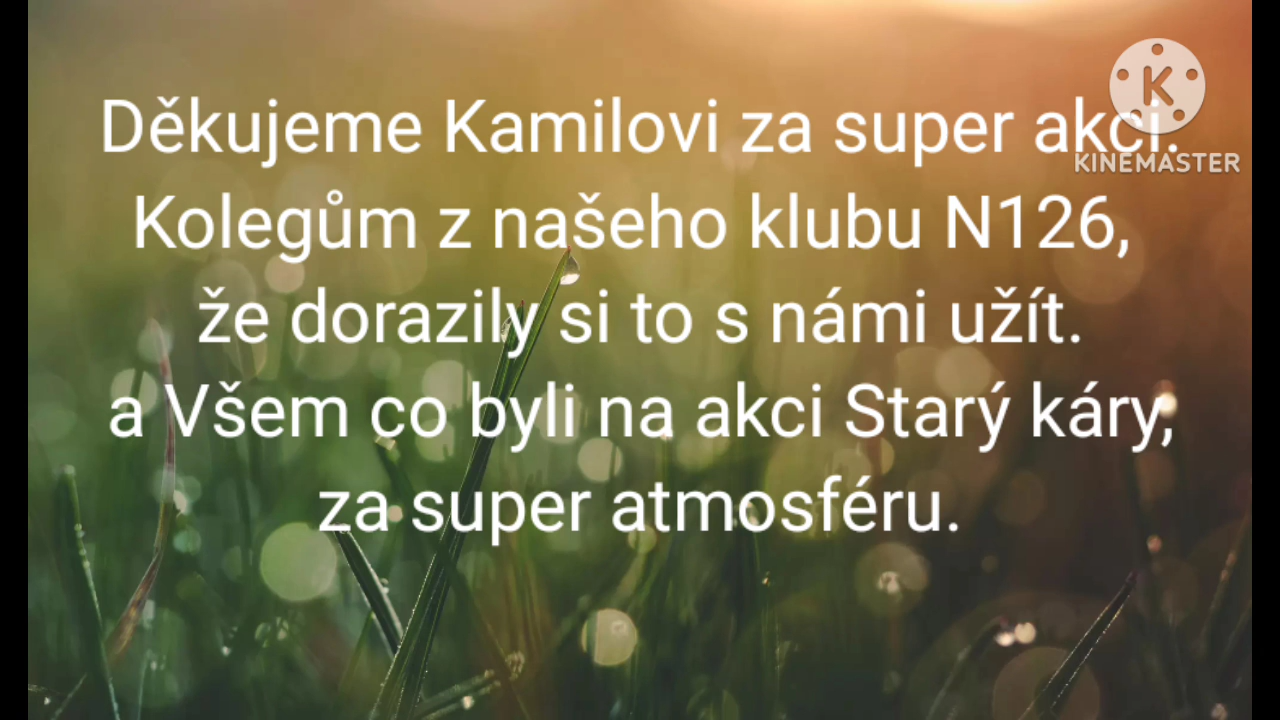 Děkujeme Kamilovi za super akci.
KINEMASTER
Kolegům z našeho klubu N126,
že dorazily si to s námi užít.
a Všem co byli na akci Starý káry,
za super atmosféru.